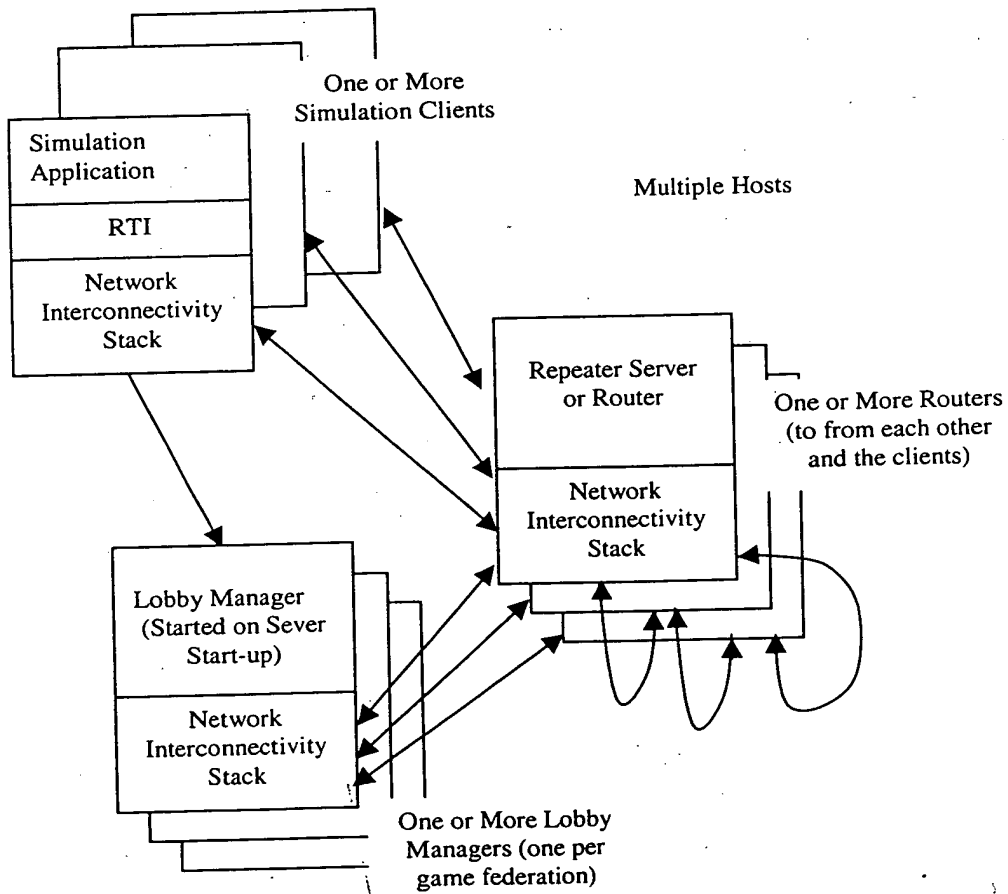 One or More
Simulation Clients
Simulation
Application
RTI
Network
Interconnectivity
Stack
Multiple Hosts
Repeater Server
or Router
Network
Interconnectivity
Stack
One or More Routers
(to from each other
and the clients)
Lobby Manager
(Started on Sever
Start-up)
Network
Interconnectivity
Stack
One or More Lobby
Managers (one per
game federation)